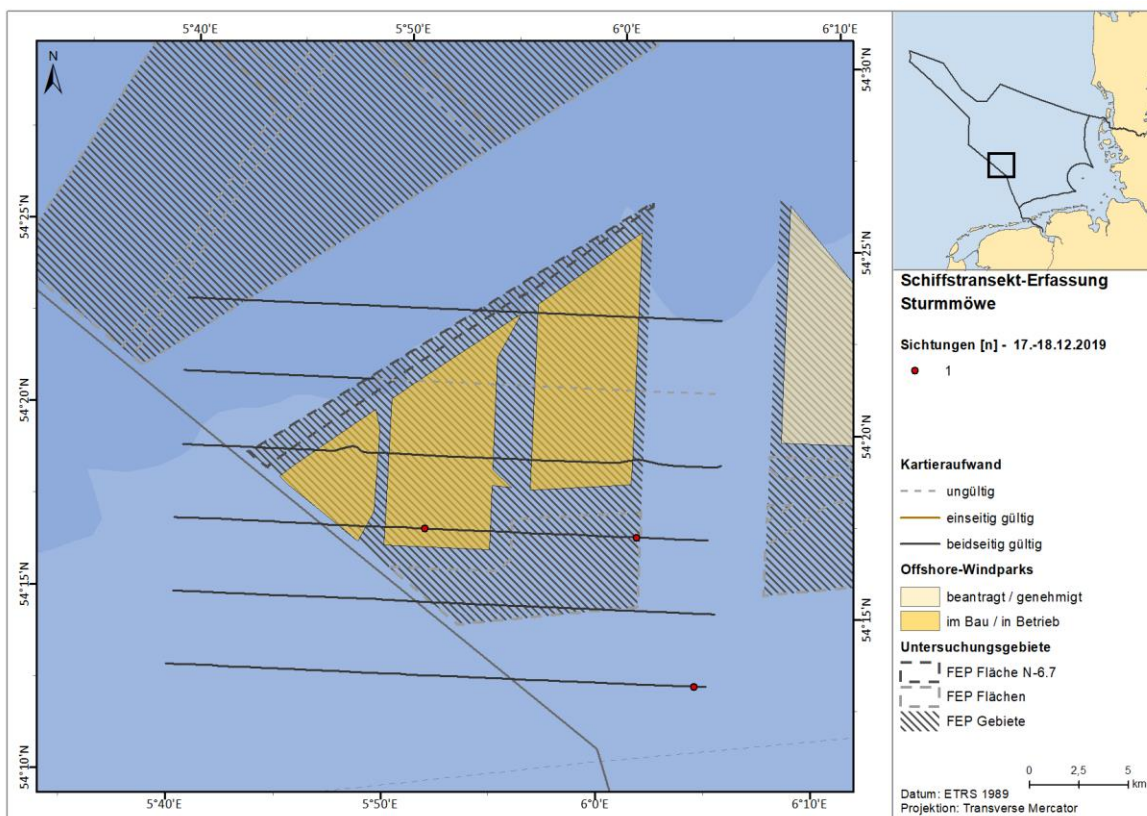 5°40'E 5°50'E 6°0'E 6°10'E
N
54°30'N
54°25'N 54°25'N
54°20'N 54°20'N
54°15'N 54°15'N
54°10'N
5°40'E 5°50'E 6°0'E 6°10'E
Schiffstransekt-Erfassung
Sturmmöwe
Sichtungen [n] - 17.-18.12.2019
1
Kartieraufwand
ungültig
einseitig gültig
beidseitig gültig
Offshore-Windparks
beantragt / genehmigt
im Bau / in Betrieb
Untersuchungsgebiete
FEP Fläche N-6.7
FEP Flächen
FEP Gebiete
0 2,5 5
km
Datum: ETRS 1989
Projektion: Transverse Mercator